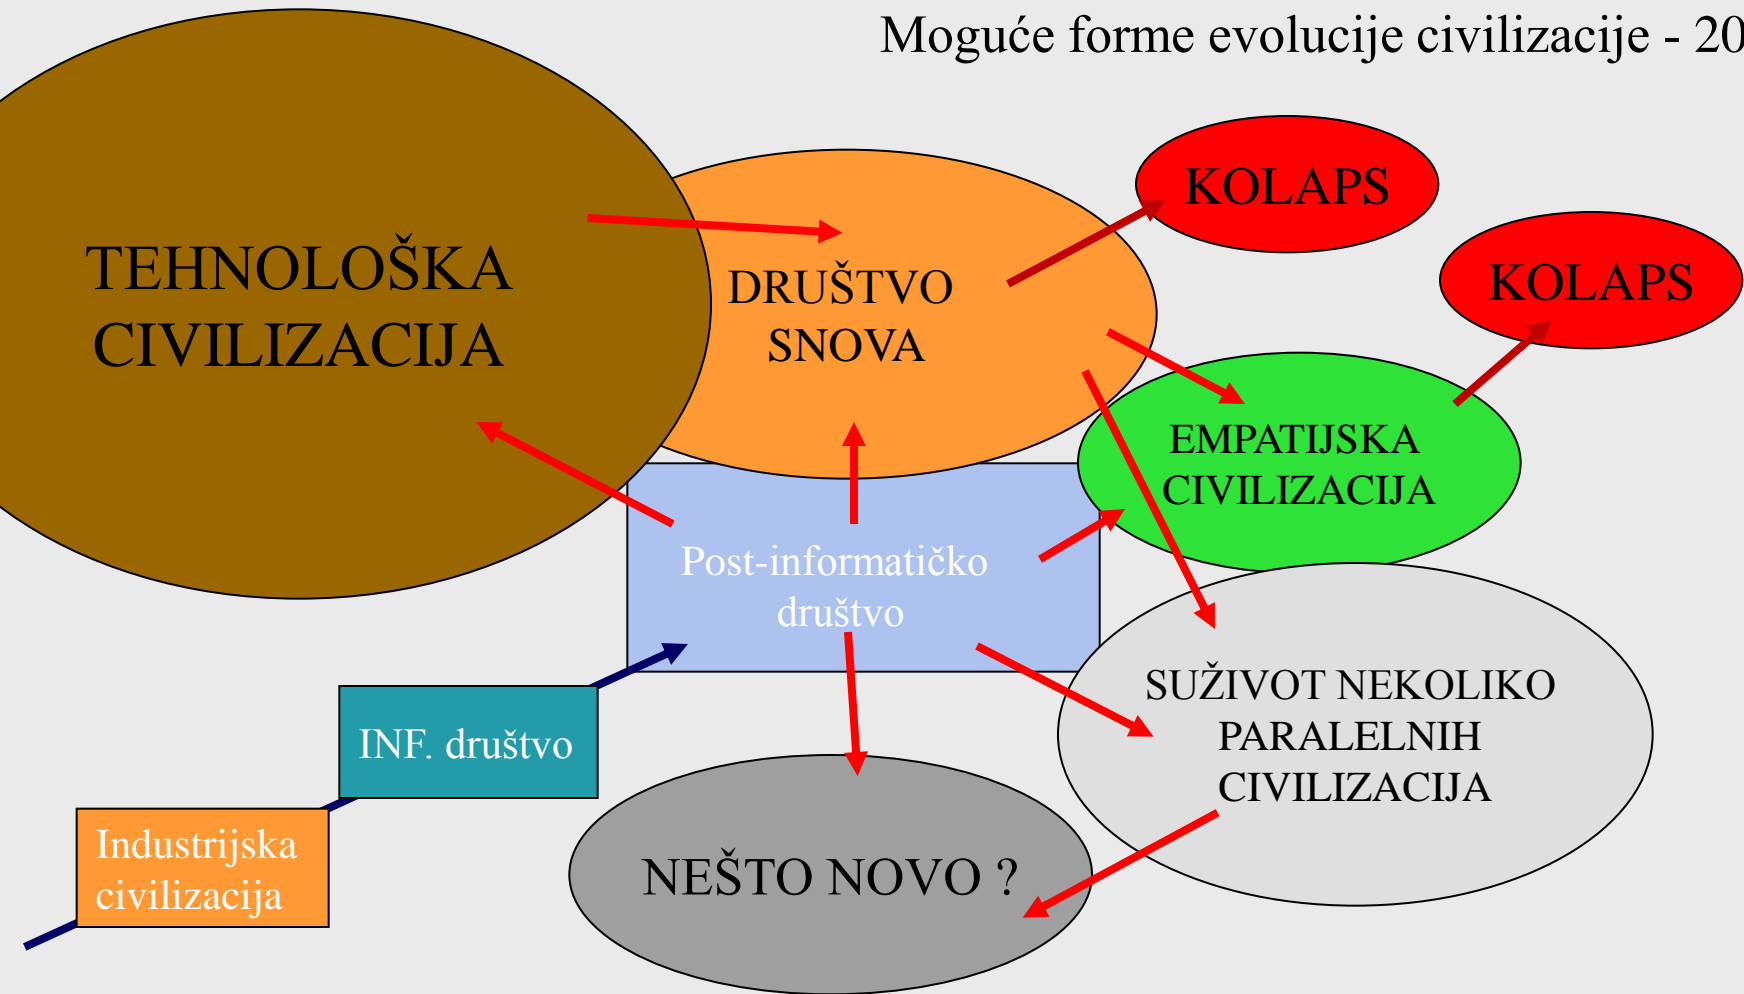 Moguće forme evolucije civilizacije - 20
TEHNOLOŠKA
CIVILIZACIJA
DRUŠTVO
SNOVA
KOLAPS
KOLAPS
EMPATIJSKA
CIVILIZACIJA
Post-informatičko
društvo
SUŽIVOT NEKOLIKO
PARALELNIH
CIVILIZACIJA
INF. društvo
Industrijska
civilizacija
NEŠTO NOVO ?